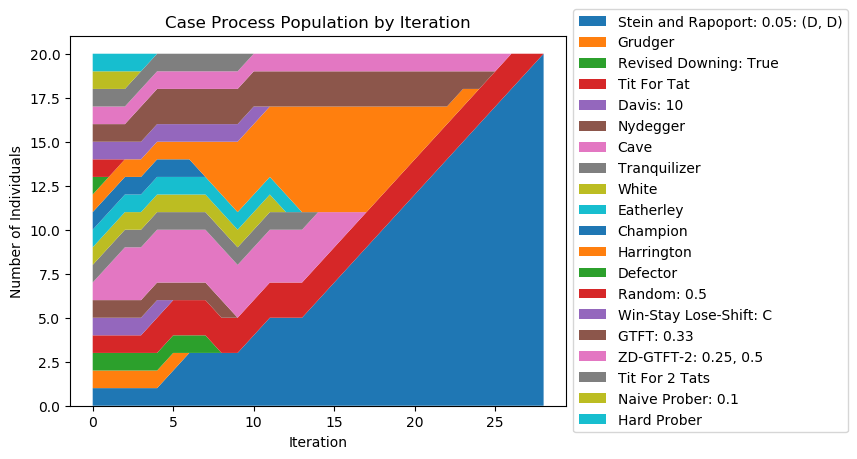 Case Process Population by Iteration
Number of Individuals
20.0
17.5
15.0
12.5
10.0
7.5
5.0
2.5
0.0
0
5
10
15
20
25
Iteration
Stein and Rapoport: 0.05: (D, D)
Grudger
Revised Downing: True
Tit For Tat
Davis: 10
Nydegger
Cave
Tranquilizer
White
Eatherley
Champion
Harrington
Defector
Random: 0.5
Win-Stay Lose-Shift: C
GTFT: 0.33
ZD-GTFT-2: 0.25, 0.5
Tit For 2 Tats
Naive Prober: 0.1
Hard Prober